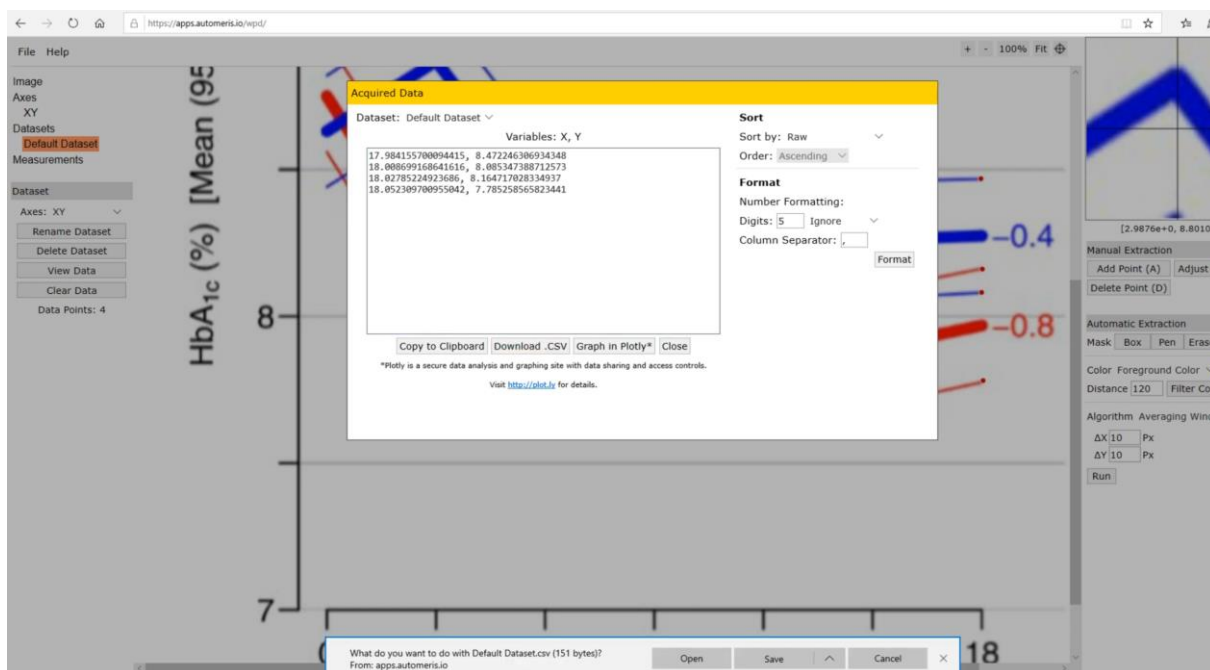 https://apps.automeris.io/wpd/
File Help
+ - 100% Fit
Image
Axes
XY
Datasets
Default Dataset
Measurements
Dataset
Axes: XY
Rename Dataset
Delete Dataset
View Data
Clear Data
Data Points: 4
HbA1c (%) [Mean (95
8
7
18
-0.4
-0.8
Acquired Data
Dataset: Default Dataset
Variables: X, Y
17.984155700094415, 8.472246306934348
18.008699168641616, 8.085347388712573
18.02785224923686, 8.164717028334937
18.052309700955042, 7.785258565823441
Copy to Clipboard Download .CSV Graph in Plotly* Close
*Plotly is a secure data analysis and graphing site with data sharing and access controls.
Visit http://plot.ly for details.
Sort
Sort by: Raw
Order: Ascending
Format
Number Formatting:
Digits: 5 Ignore
Column Separator: ,
Format
[2.9876e+0, 8.8010
Manual Extraction
Add Point (A) Adjust
Delete Point (D)
Automatic Extraction
Mask Box Pen Eras
Color Foreground Color
Distance 120 Filter Co
Algorithm Averaging Wind
ΔX 10 Px
ΔY 10 Px
Run
What do you want to do with Default Dataset.csv (151 bytes)?
From: apps.automeris.io
Open Save Cancel